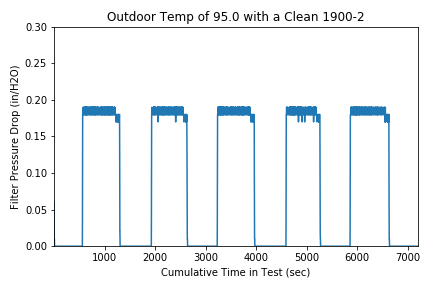 Outdoor Temp of 95.0 with a Clean 1900-2
Filter Pressure Drop (in/H2O)
0.30
0.25
0.20
0.15
0.10
0.05
0.00
1000 2000 3000 4000 5000 6000 7000
Cumulative Time in Test (sec)